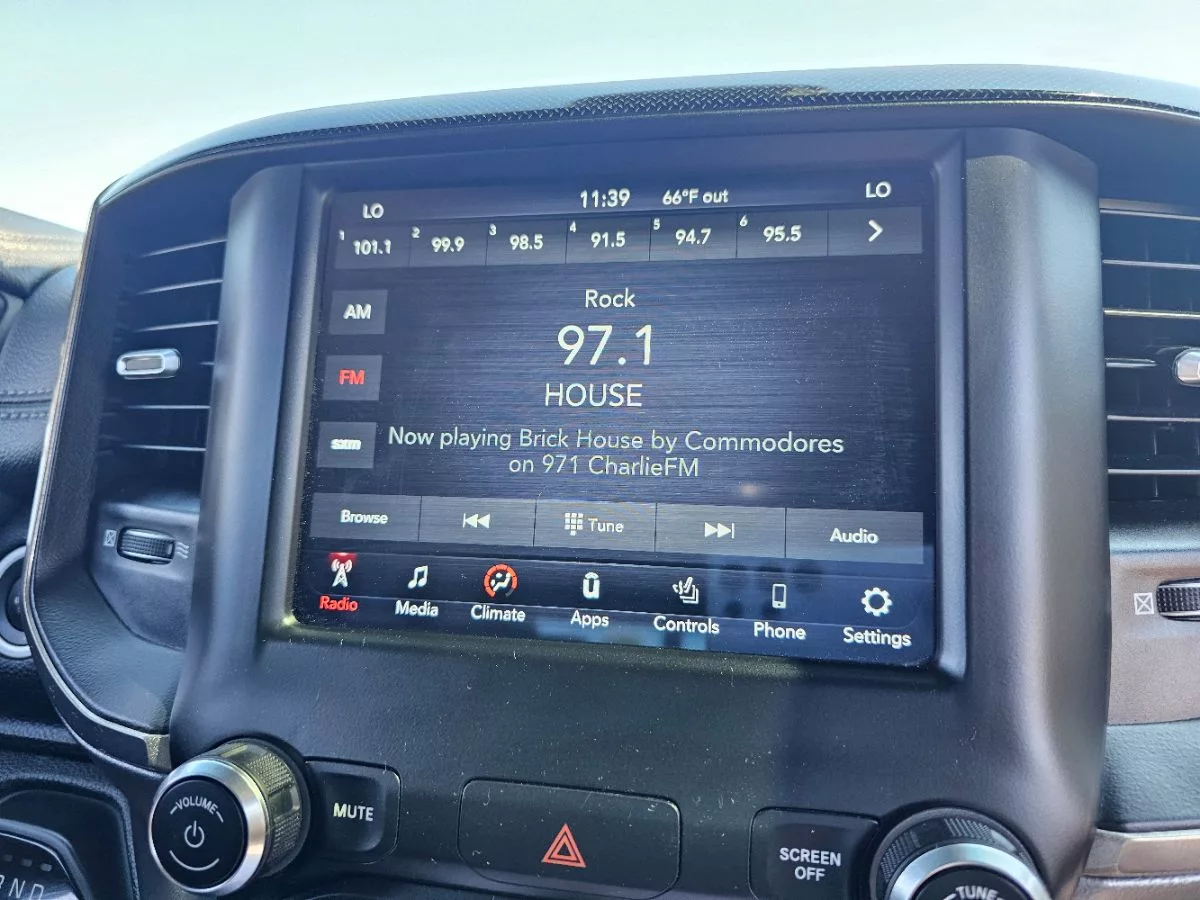 LO 11:39 66°F out LO
1 101.1 2 99.9 3 98.5 4 91.5 5 94.7 6 95.5
Rock
AM
97.1
FM
HOUSE
sxm
Now playing Brick House by Commodores
on 971 CharlieFM
Browse Tune Audio
Radio Media Climate Apps Controls Phone Settings
VOLUME
MUTE
SCREEN
OFF
TUNE
RND